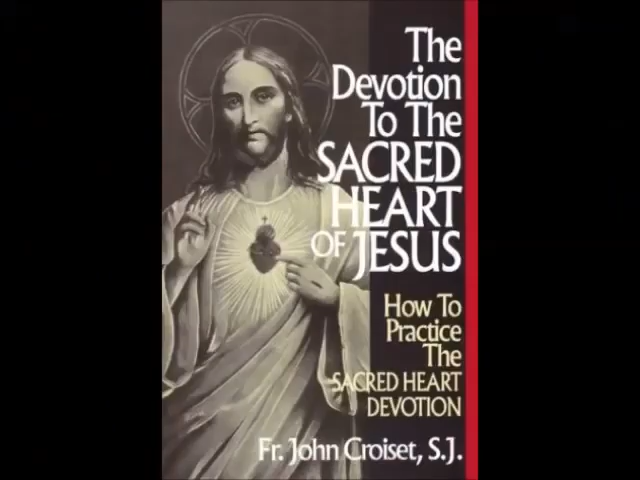 The
Devotion
To The
SACRED
HEART
OF JESUS
How To
Practice
The
SACRED HEART
DEVOTION
Fr. John Croiset, S.J.